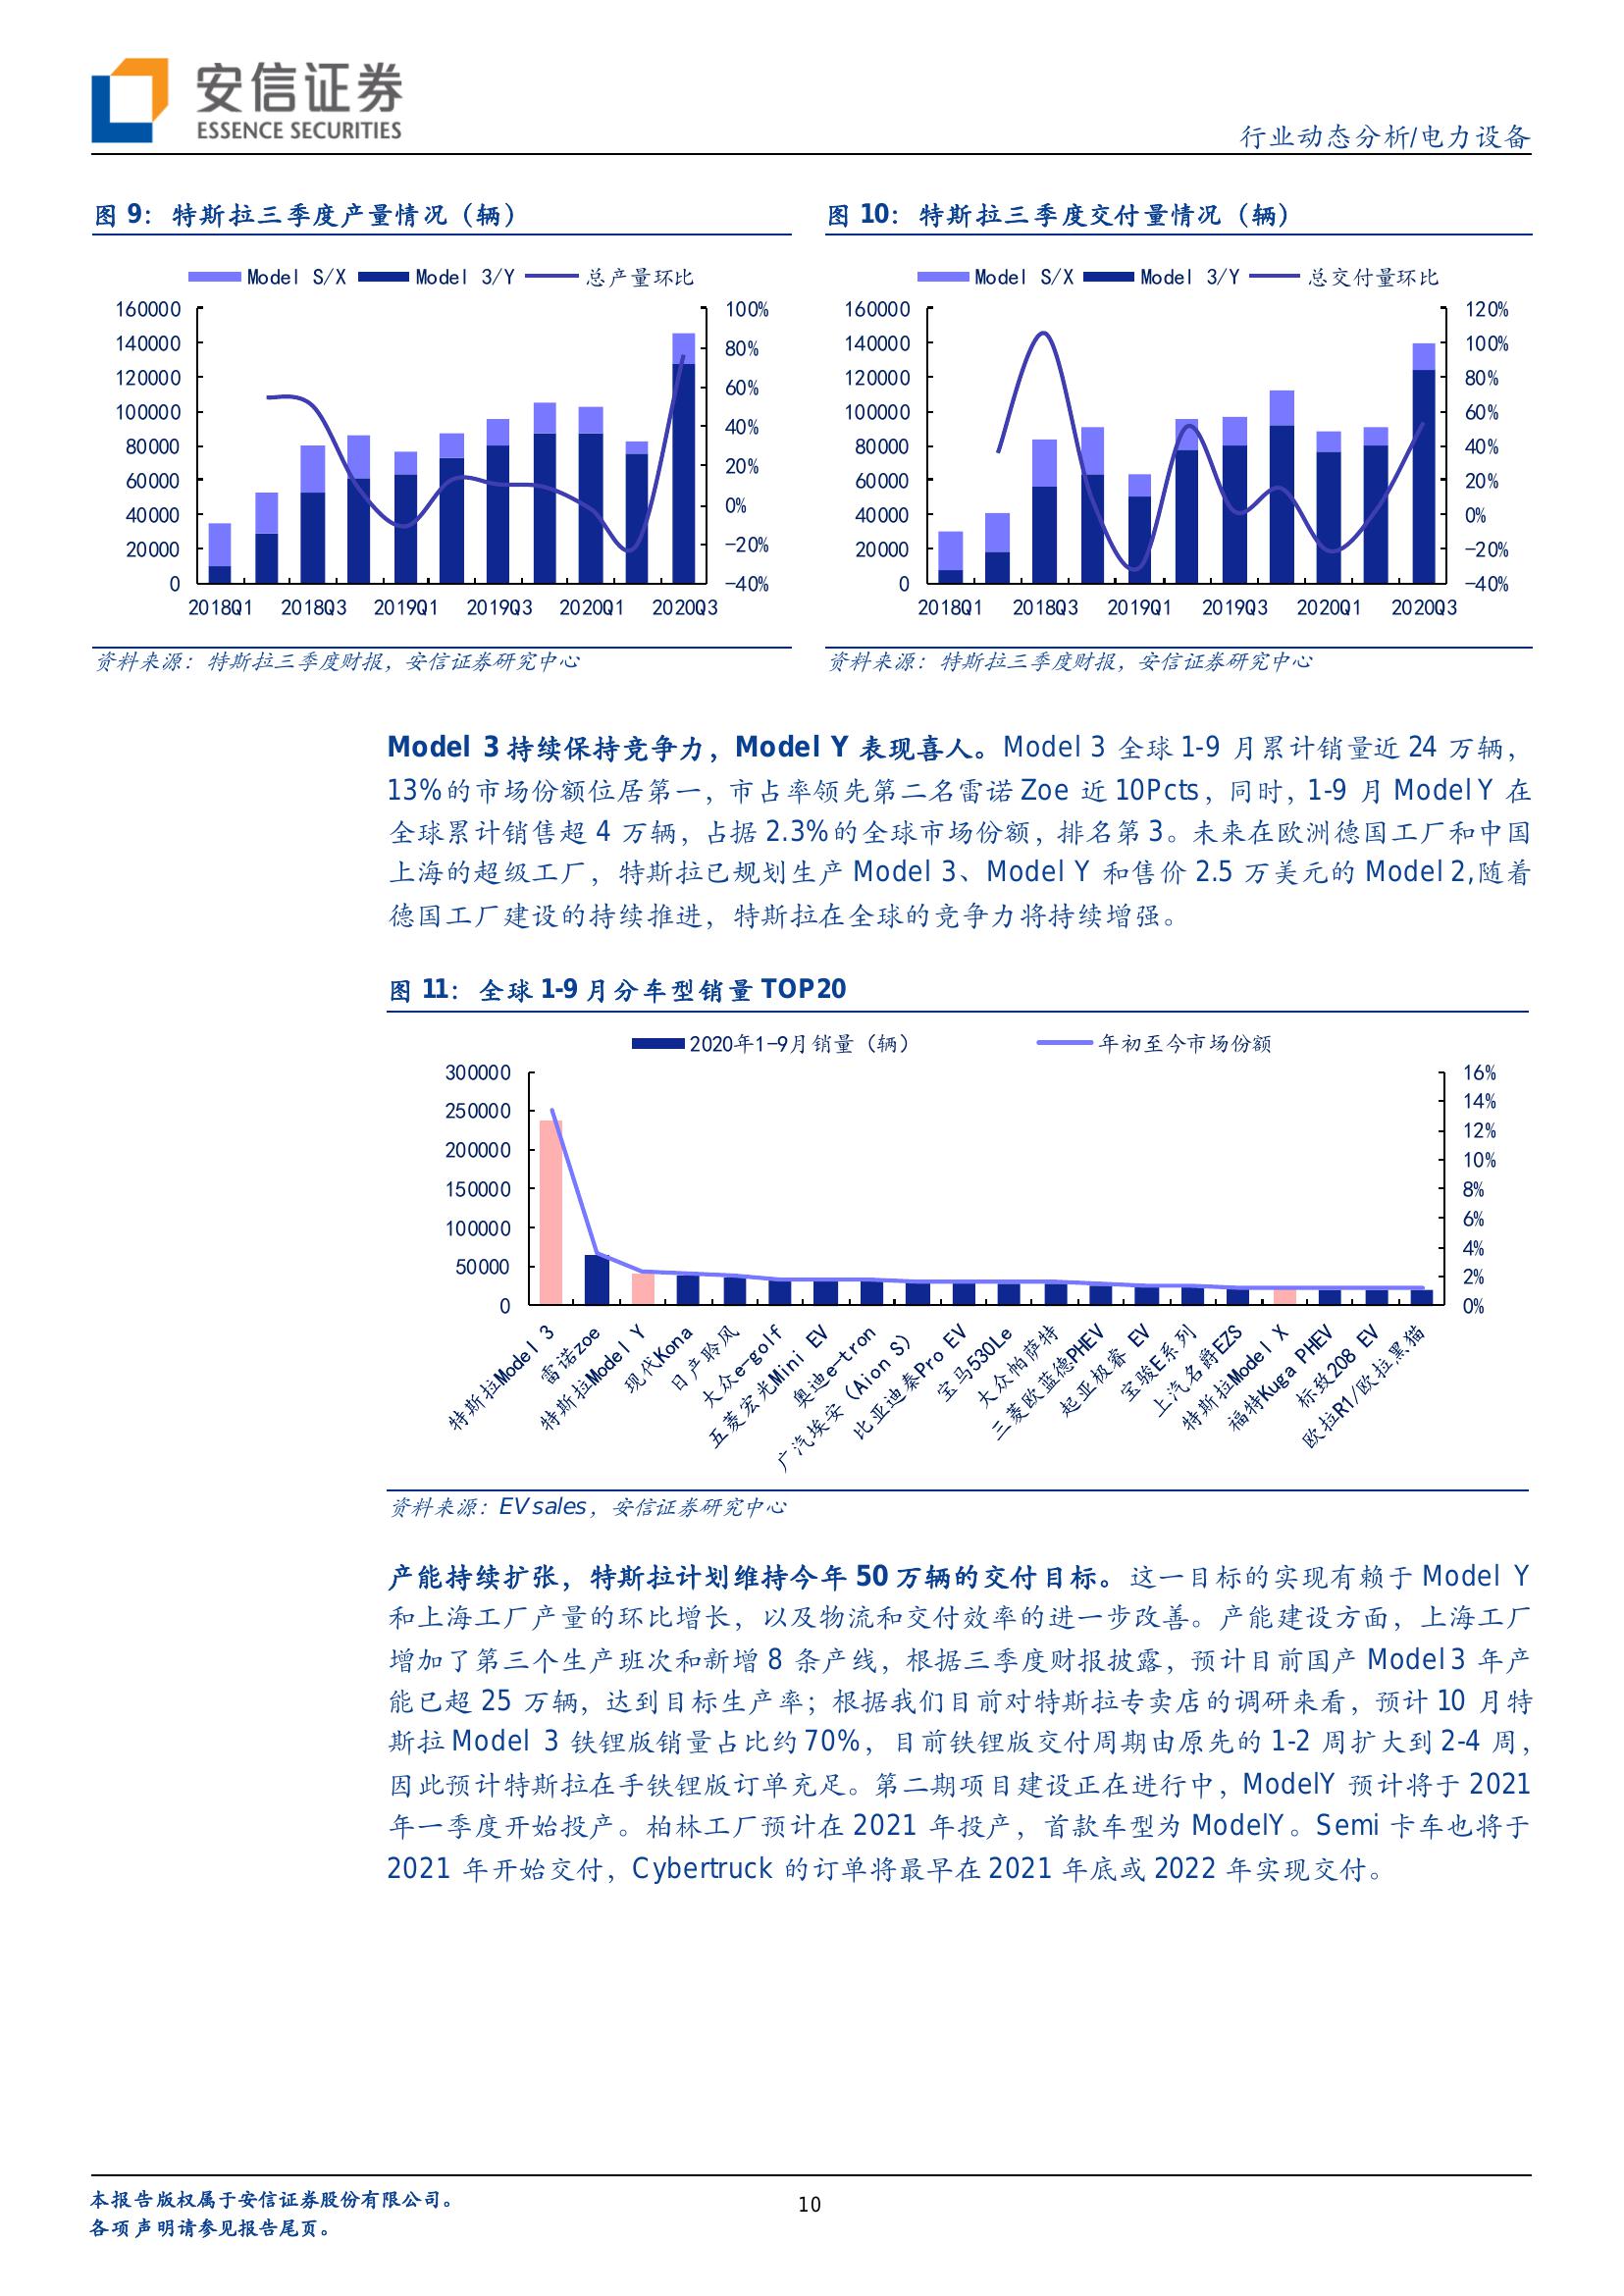 安信证券
ESSENCE SECURITIES
行业动态分析/电力设备
图 9：特斯拉三季度产量情况（辆）
Model S/X Model 3/Y 总产量环比
160000
140000
120000
100000
80000
60000
40000
20000
0
100%
80%
60%
40%
20%
0%
-20%
-40%
2018Q1 2018Q3 2019Q1 2019Q3 2020Q1 2020Q3
资料来源：特斯拉三季度财报，安信证券研究中心
图 10：特斯拉三季度交付量情况（辆）
Model S/X Model 3/Y 总交付量环比
160000
140000
120000
100000
80000
60000
40000
20000
0
120%
100%
80%
60%
40%
20%
0%
-20%
-40%
2018Q1 2018Q3 2019Q1 2019Q3 2020Q1 2020Q3
资料来源：特斯拉三季度财报，安信证券研究中心
Model 3 持续保持竞争力，Model Y 表现喜人。Model 3 全球 1-9 月累计销量近 24 万辆，
13%的市场份额位居第一，市占率领先第二名雷诺 Zoe 近 10Pcts，同时，1-9 月 Model Y 在
全球累计销售超 4 万辆，占据 2.3%的全球市场份额，排名第 3。未来在欧洲德国工厂和中国
上海的超级工厂，特斯拉已规划生产 Model 3、Model Y 和售价 2.5 万美元的 Model 2,随着
德国工厂建设的持续推进，特斯拉在全球的竞争力将持续增强。
图 11：全球 1-9 月分车型销量 TOP20
2020年1-9月销量（辆） 年初至今市场份额
300000
250000
200000
150000
100000
50000
0
16%
14%
12%
10%
8%
6%
4%
2%
0%
特斯拉Model 3
雷诺zoe
特斯拉Model Y
现代Kona
日产聆风
大众e-golf
五菱宏光Mini EV
奥迪e-tron
广汽埃安（Aion S）
比亚迪秦Pro EV
宝马530Le
大众帕萨特
三菱欧蓝德PHEV
起亚极睿 EV
宝骏E系列
上汽名爵EZS
特斯拉Model X
福特Kuga PHEV
标致208 EV
欧拉R1/欧拉黑猫
资料来源：EV sales，安信证券研究中心
产能持续扩张，特斯拉计划维持今年 50 万辆的交付目标。这一目标的实现有赖于 Model Y
和上海工厂产量的环比增长，以及物流和交付效率的进一步改善。产能建设方面，上海工厂
增加了第三个生产班次和新增 8 条产线，根据三季度财报披露，预计目前国产 Model 3 年产
能已超 25 万辆，达到目标生产率；根据我们目前对特斯拉专卖店的调研来看，预计 10 月特
斯拉 Model 3 铁锂版销量占比约 70%，目前铁锂版交付周期由原先的 1-2 周扩大到 2-4 周，
因此预计特斯拉在手铁锂版订单充足。第二期项目建设正在进行中，ModelY 预计将于 2021
年一季度开始投产。柏林工厂预计在 2021 年投产，首款车型为 ModelY。Semi 卡车也将于
2021 年开始交付，Cybertruck 的订单将最早在 2021 年底或 2022 年实现交付。
本报告版权属于安信证券股份有限公司。
各项声明请参见报告尾页。
10